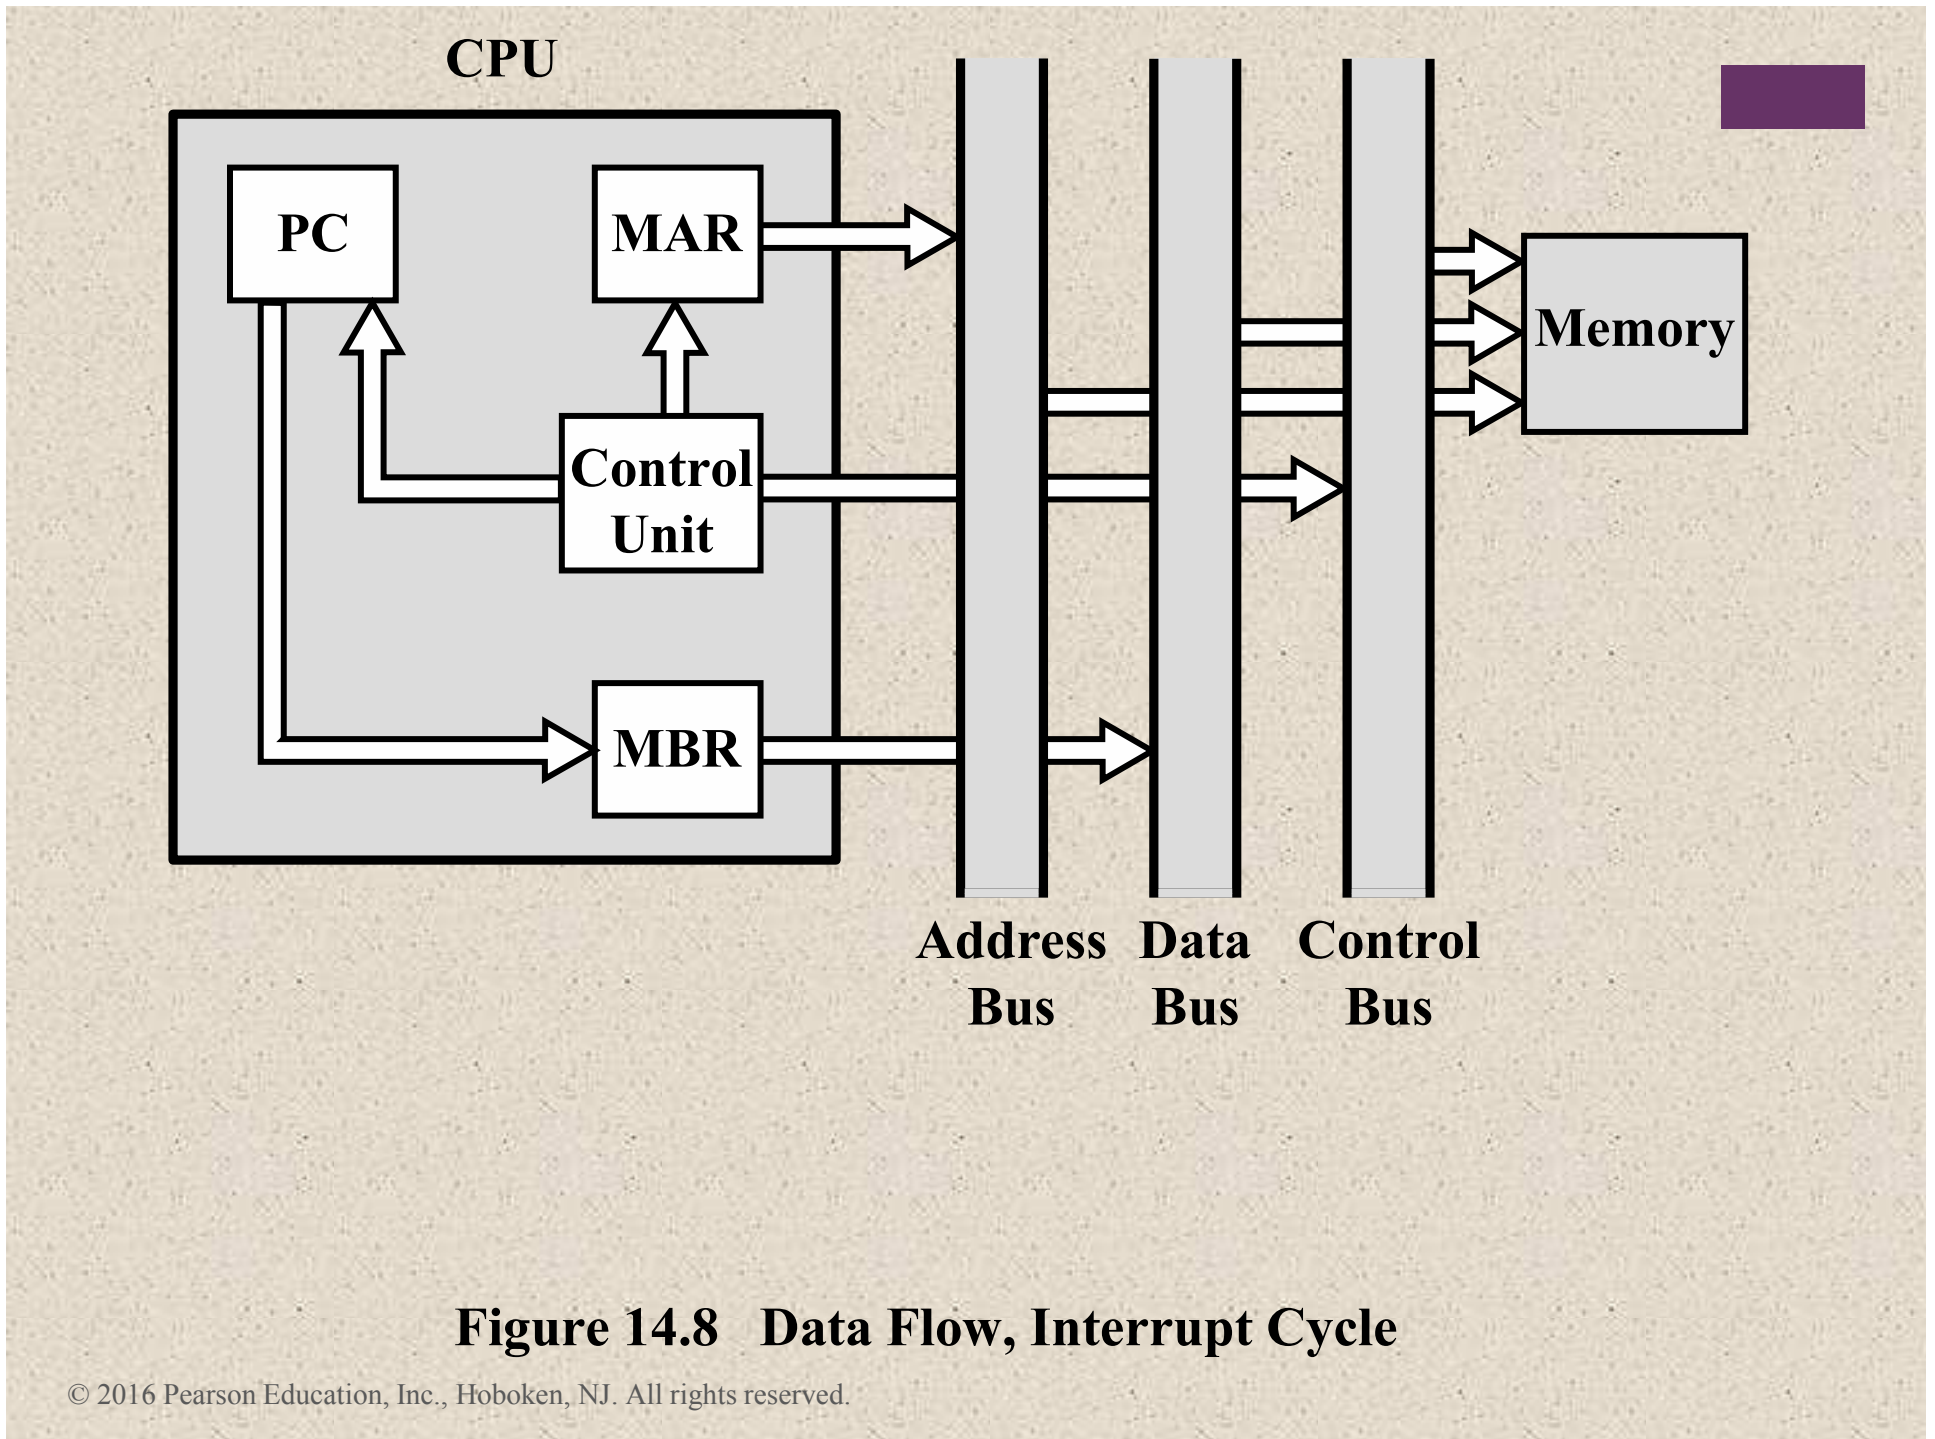 CPU
PC
MAR
Memory
Control
Unit
MBR
Address
Bus
Data
Bus
Control
Bus
Figure 14.8   Data Flow, Interrupt Cycle
© 2016 Pearson Education, Inc., Hoboken, NJ. All rights reserved.